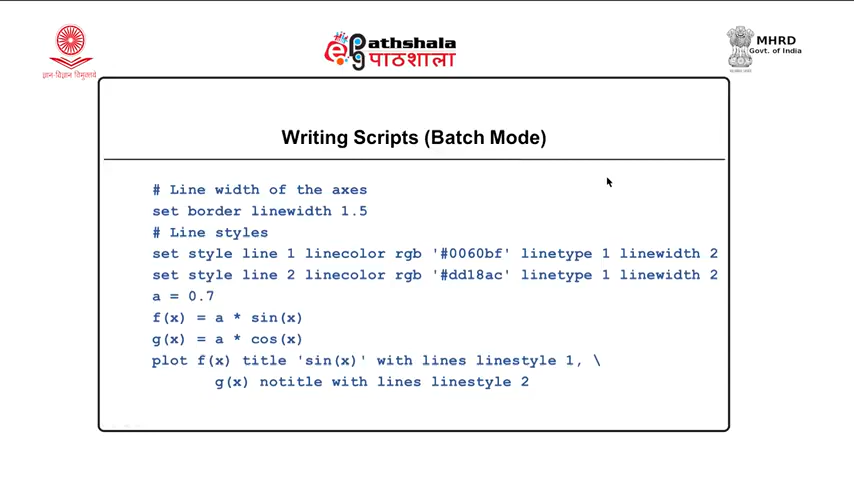 ज्ञान-विज्ञान विमुक्तये
ePathshala
पाठशाला
MHRD
Govt. of India
Writing Scripts (Batch Mode)
# Line width of the axes
set border linewidth 1.5
# Line styles
set style line 1 linecolor rgb '#0060bf' linetype 1 linewidth 2
set style line 2 linecolor rgb '#dd18ac' linetype 1 linewidth 2
a = 0.7
f(x) = a * sin(x)
g(x) = a * cos(x)
plot f(x) title 'sin(x)' with lines linestyle 1, \
g(x) notitle with lines linestyle 2